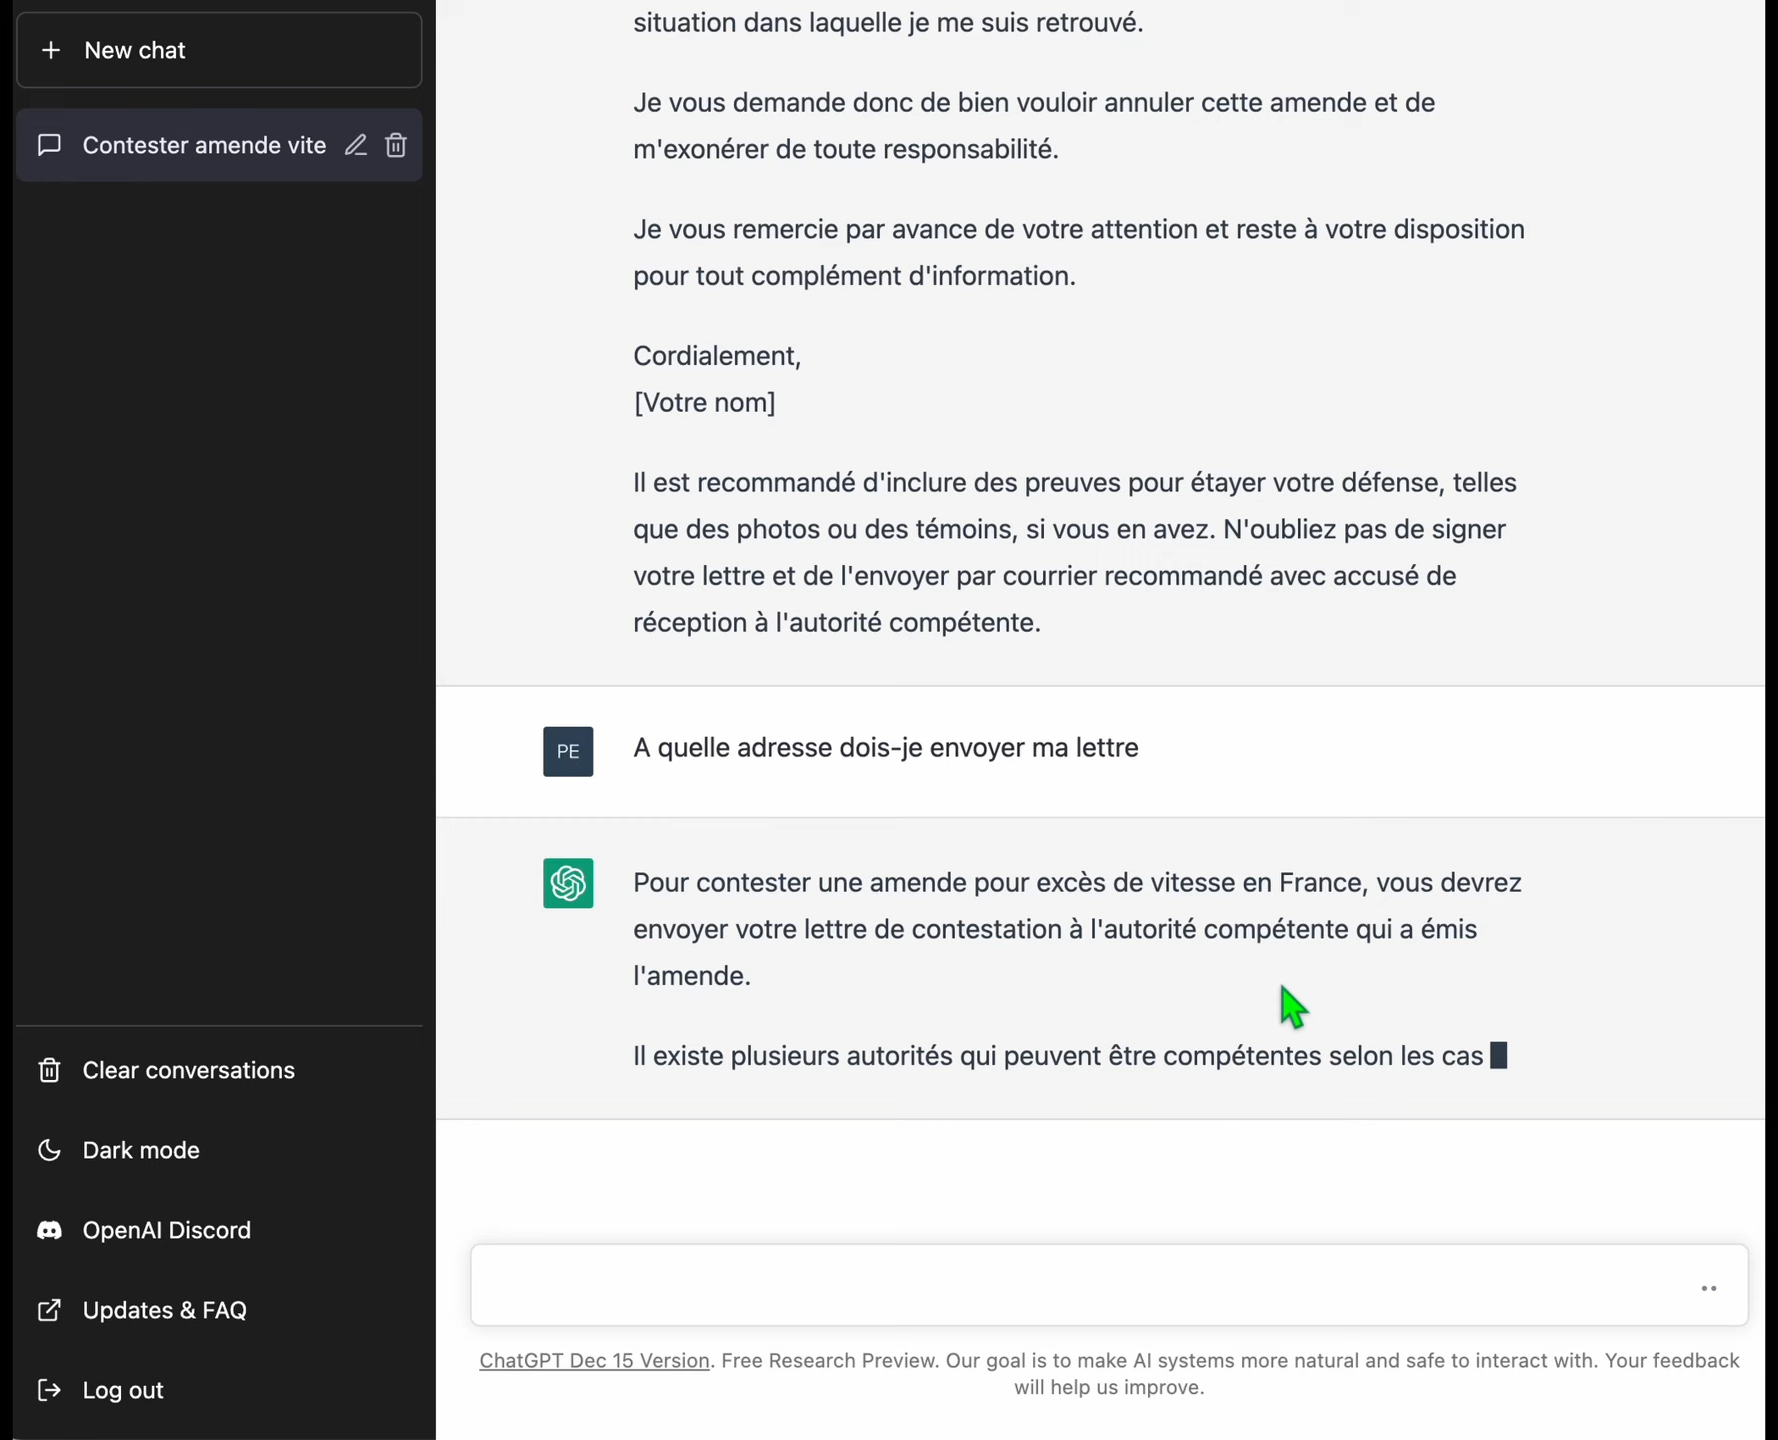 New chat
Contester amende vite
Clear conversations
Dark mode
OpenAI Discord
Updates & FAQ
Log out
situation dans laquelle je me suis retrouvé.
Je vous demande donc de bien vouloir annuler cette amende et de
m'exonérer de toute responsabilité.
Je vous remercie par avance de votre attention et reste à votre disposition
pour tout complément d'information.
Cordialement,
[Votre nom]
Il est recommandé d'inclure des preuves pour étayer votre défense, telles
que des photos ou des témoins, si vous en avez. N'oubliez pas de signer
votre lettre et de l'envoyer par courrier recommandé avec accusé de
réception à l'autorité compétente.
PE
A quelle adresse dois-je envoyer ma lettre
Pour contester une amende pour excès de vitesse en France, vous devrez
envoyer votre lettre de contestation à l'autorité compétente qui a émis
l'amende.
Il existe plusieurs autorités qui peuvent être compétentes selon les cas
ChatGPT Dec 15 Version. Free Research Preview. Our goal is to make AI systems more natural and safe to interact with. Your feedback
will help us improve.